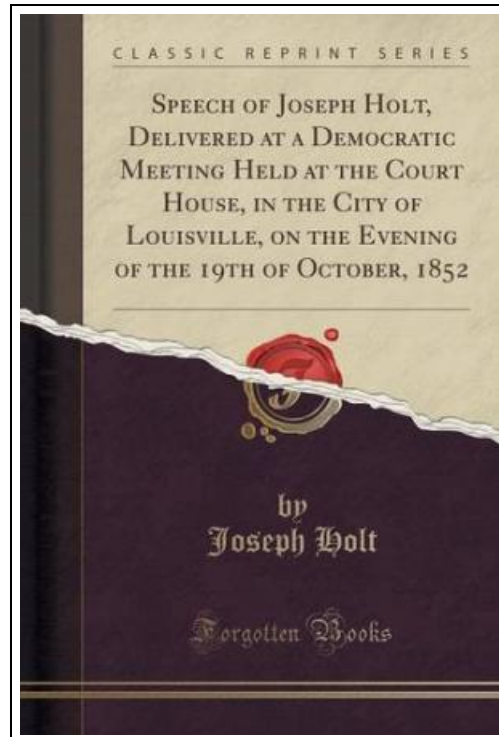 CLASSIC REPRINT SERIES
SPEECH OF JOSEPH HOLT,
DELIVERED AT A DEMOCRATIC
MEETING HELD AT THE COURT
HOUSE, IN THE CITY OF
LOUISVILLE, ON THE EVENING
OF THE 19TH OF OCTOBER, 1852
by
Joseph Holt
Forgotten Books